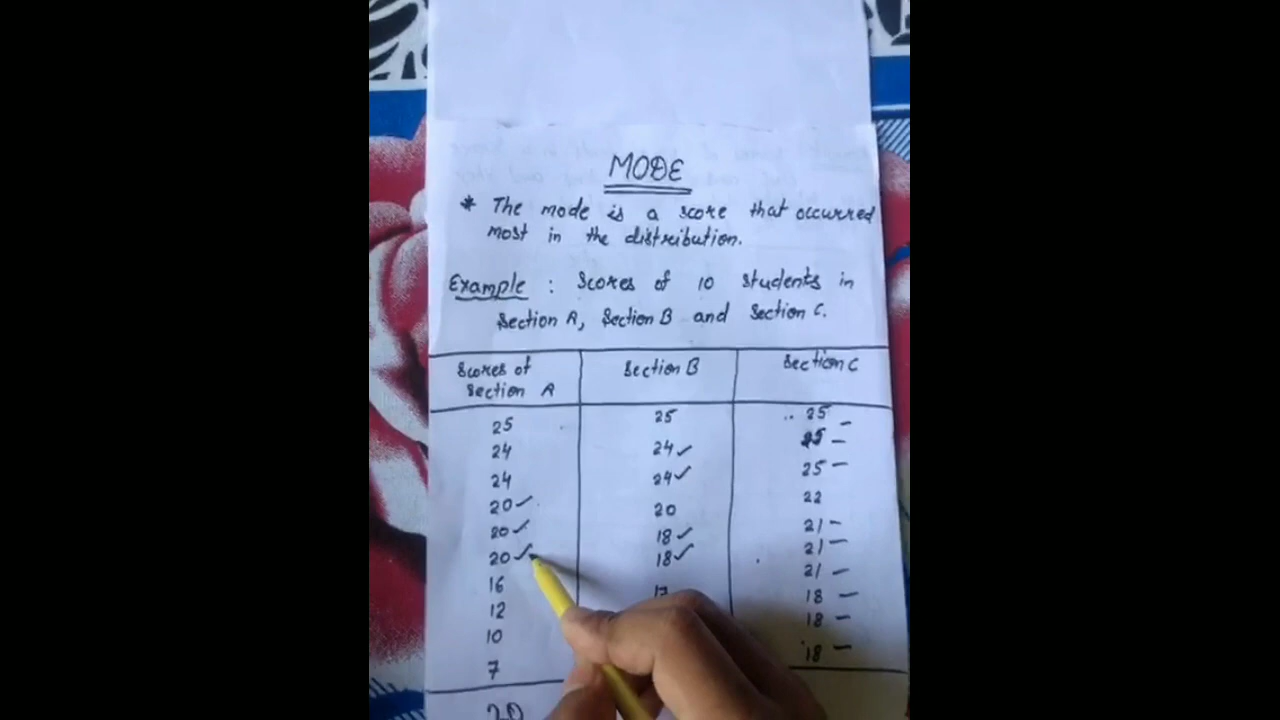 MODE
* The mode is a score that occurred
most in the distribution.
Example : Scores of 10 students in
Section A, Section B and Section C.
Scores of Section A | Section B | Section C
25 | 25 | 25
24 | 24 ✓ | 25
24 | 24 ✓ | 25
20 ✓ | 20 | 22
20 ✓ | 18 ✓ | 21
20 ✓ | 18 ✓ | 21
16 | 17 | 21
12 | 18
10 | 18
7 | 18
20